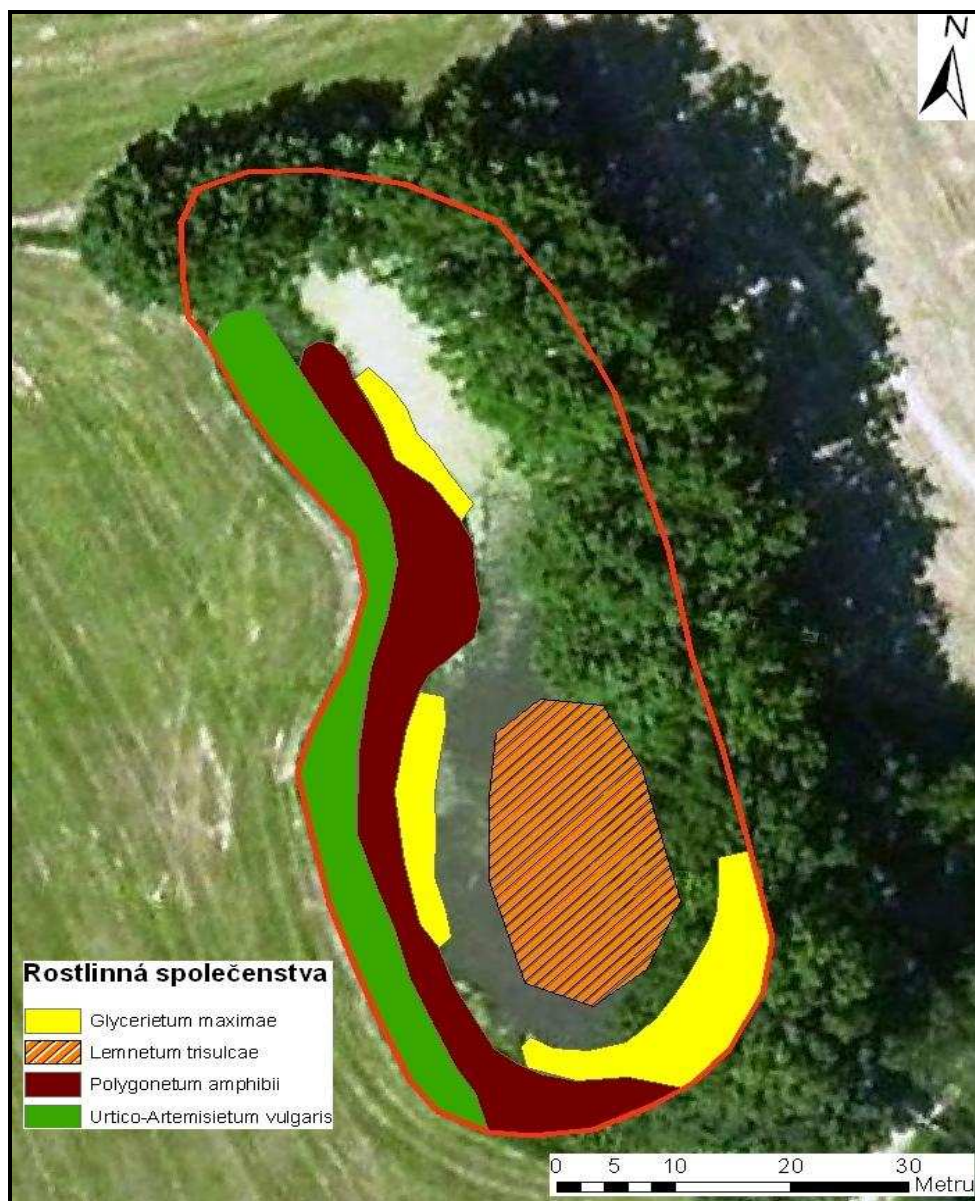 N
Rostlinná společenstva
Glycerietum maximae
Lemnetum trisulcae
Polygonetum amphibii
Urtico-Artemisietum vulgaris
0 5 10 20 30
Metru